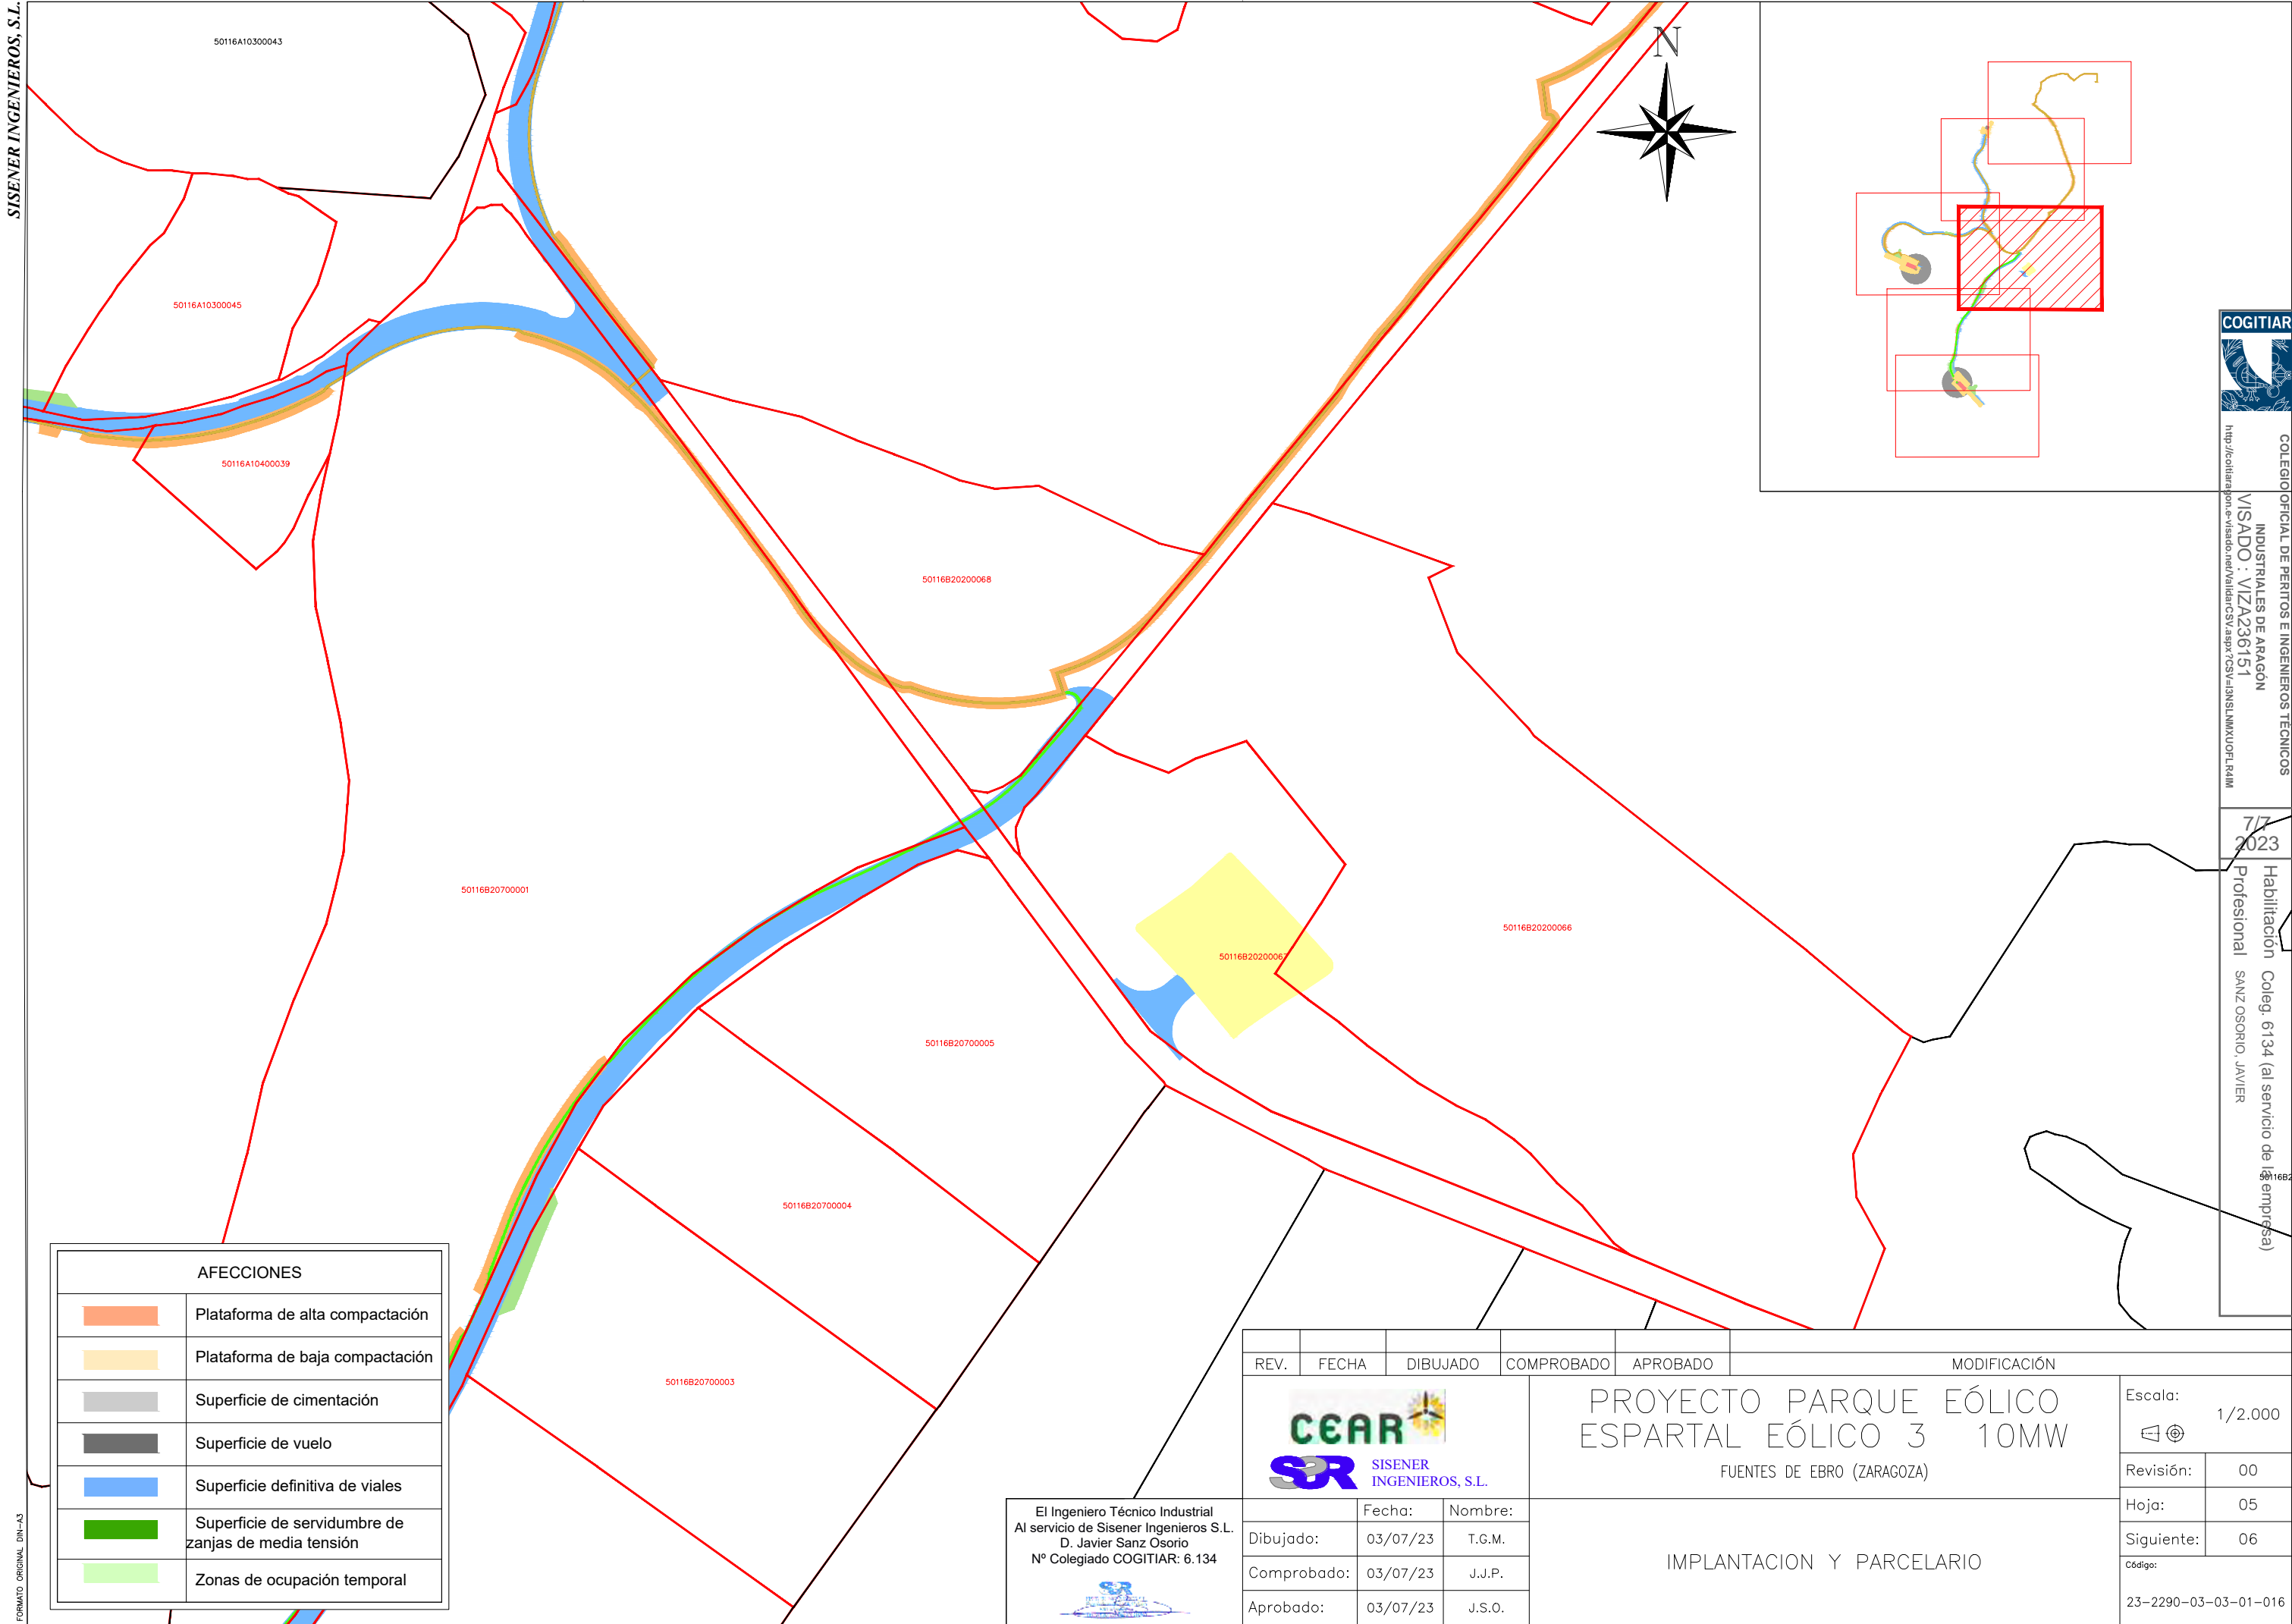 SISENER INGENIEROS, S.L.
50116A10300043
N
50116A10300045
50116A10400039
50116B20200068
50116B20700001
50116B20200066
50116B20700005
50116B20700004
50116B20700003
COGITIAR
COLEGIO OFICIAL DE PERITOS E INGENIEROS TÉCNICOS
INDUSTRIALES DE ARAGÓN
VISADO : VIZA236151
7/7
2023
Habilitación Coleg. 6134 (al servicio de la empresa)
Profesional SANZ OSORIO, JAVIER
AFECCIONES
Plataforma de alta compactación
Plataforma de baja compactación
Superficie de cimentación
Superficie de vuelo
Superficie definitiva de viales
Superficie de servidumbre de
zanjas de media tensión
Zonas de ocupación temporal
FORMATO ORIGINAL DIN-A3
El Ingeniero Técnico Industrial
Al servicio de Sisener Ingenieros S.L.
D. Javier Sanz Osorio
Nº Colegiado COGITIAR: 6.134
REV. FECHA DIBUJADO COMPROBADO APROBADO MODIFICACIÓN
CEAR
SISENER
INGENIEROS, S.L.
PROYECTO PARQUE EÓLICO
ESPARTAL EÓLICO 3 10MW
FUENTES DE EBRO (ZARAGOZA)
Escala:
1/2.000
Revisión: 00
Hoja: 05
Siguiente: 06
Código:
23-2290-03-03-01-016
Fecha: Nombre:
Dibujado: 03/07/23 T.G.M.
Comprobado: 03/07/23 J.J.P.
Aprobado: 03/07/23 J.S.O.
IMPLANTACION Y PARCELARIO